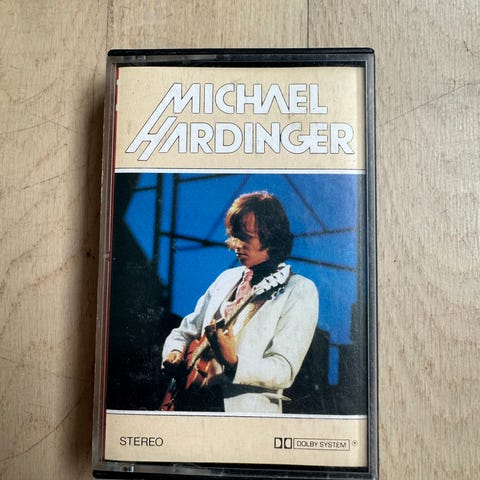 MICHAEL
HARDINGER
STEREO
DOLBY SYSTEM ®